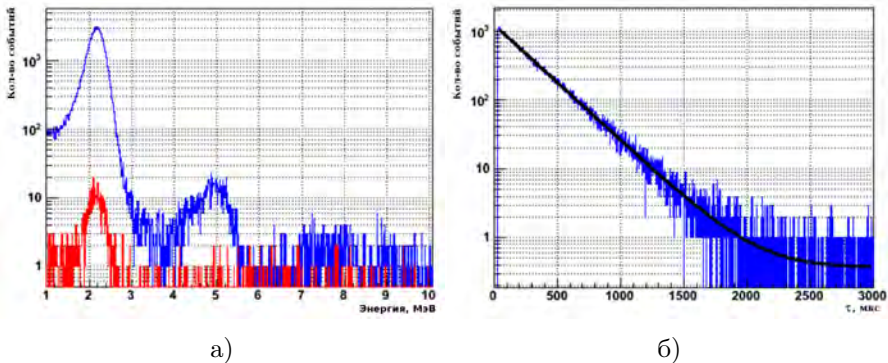 Кол-во событий
10³
10²
10
1
1 2 3 4 5 6 7 8 9 10
Энергия, МэВ
а)
Кол-во событий
10³
10²
10
1
0 500 1000 1500 2000 2500 3000
τ, мкс
б)